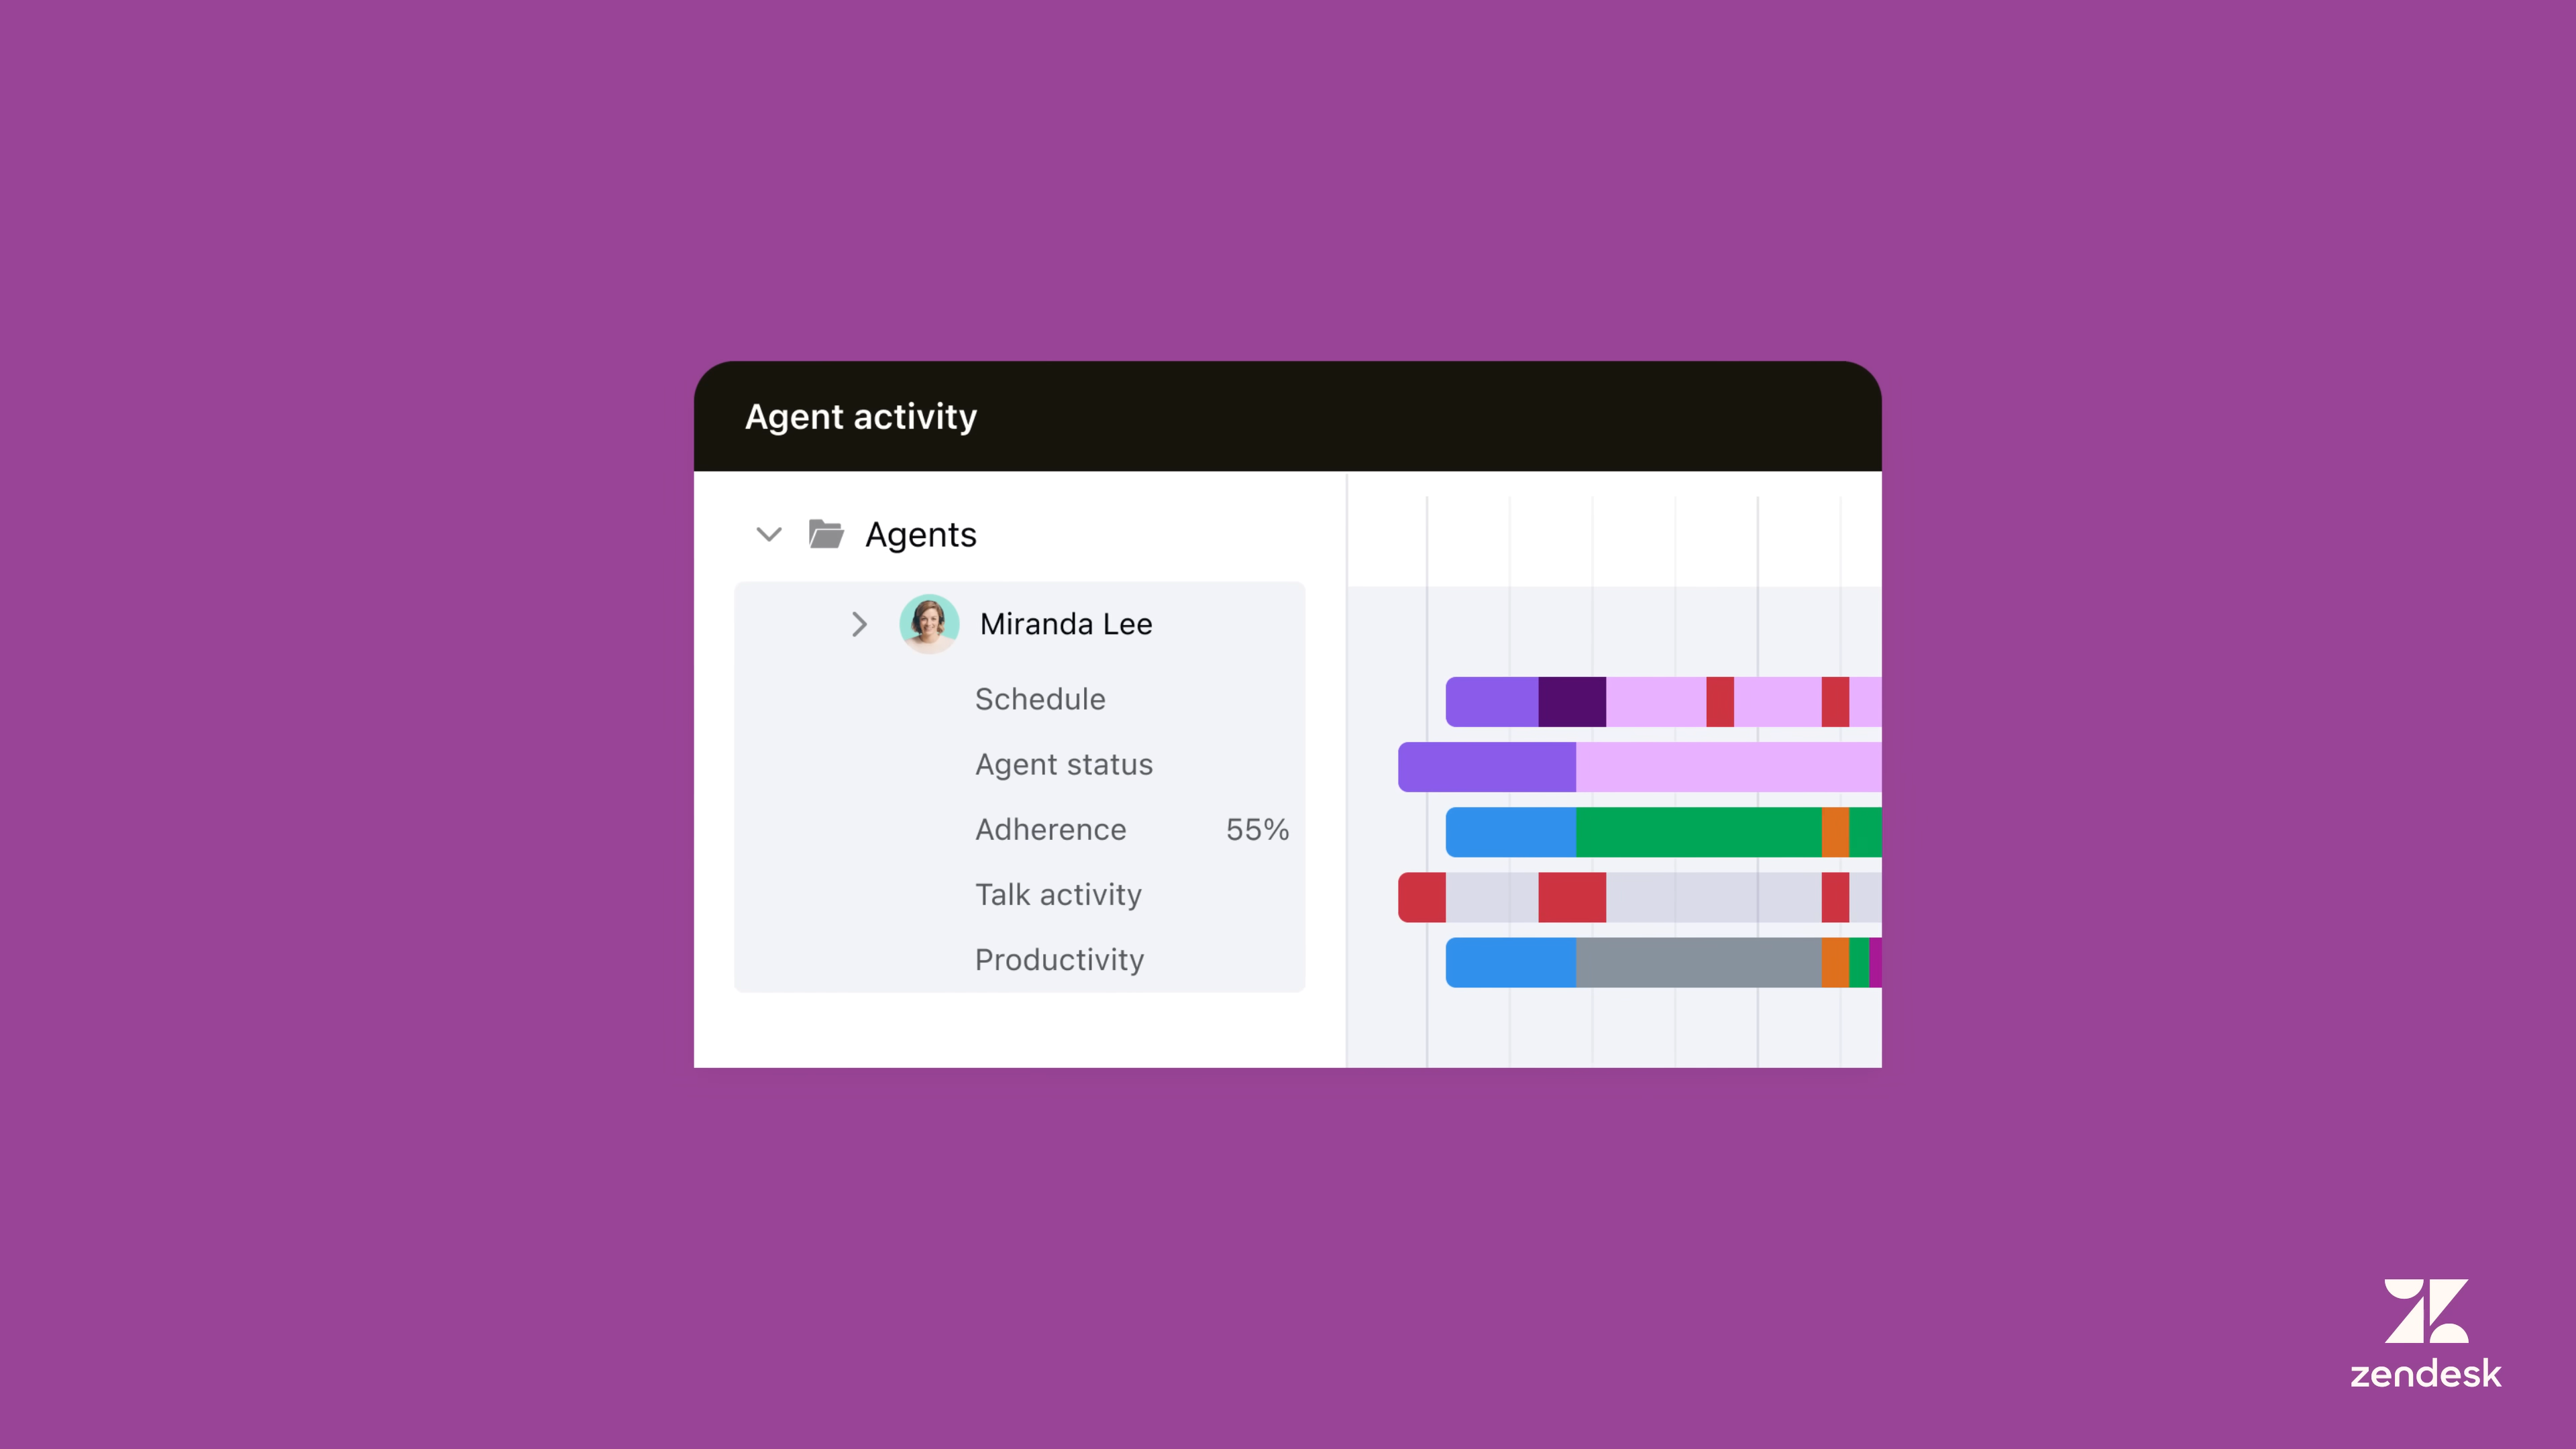 Agent activity
Agents
Miranda Lee
Schedule
Agent status
Adherence 55%
Talk activity
Productivity
zendesk